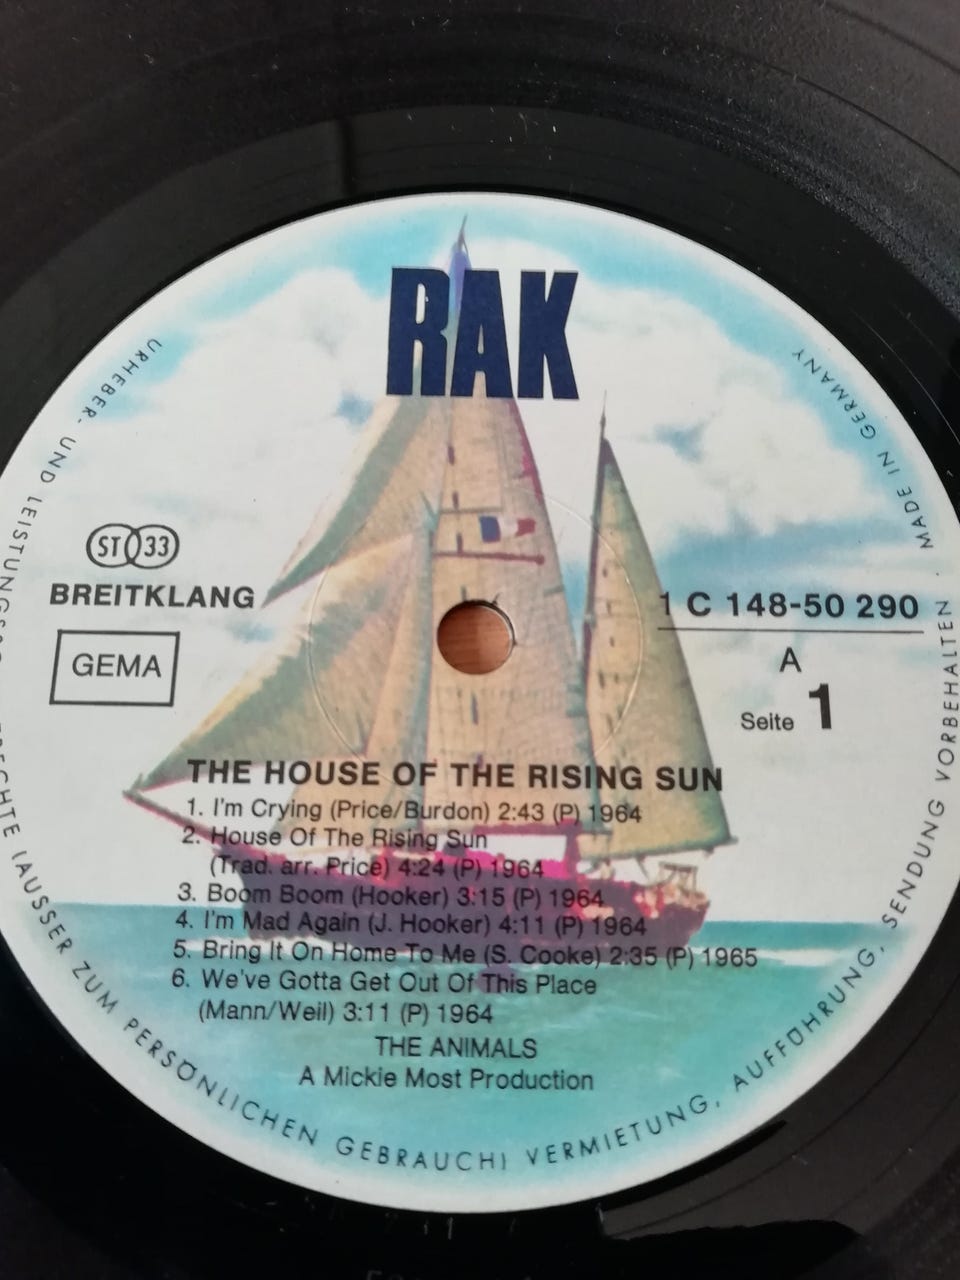 RAK
ST 33
BREITKLANG
GEMA
1 C 148-50 290
A
Seite 1
THE HOUSE OF THE RISING SUN
1. I'm Crying (Price/Burdon) 2:43 (P) 1964
2. House Of The Rising Sun
(Trad. arr. Price) 4:24 (P) 1964
3. Boom Boom (Hooker) 3:15 (P) 1964
4. I'm Mad Again (J. Hooker) 4:11 (P) 1964
5. Bring It On Home To Me (S. Cooke) 2:35 (P) 1965
6. We've Gotta Get Out Of This Place
(Mann/Weil) 3:11 (P) 1964
THE ANIMALS
A Mickie Most Production
URHEBER- UND (AUSSER ZUM PERSÖNLICHEN GEBRAUCH) VERMIETUNG, AUFFÜHRUNG, SENDUNG VORBEHALTEN
MADE IN GERMANY